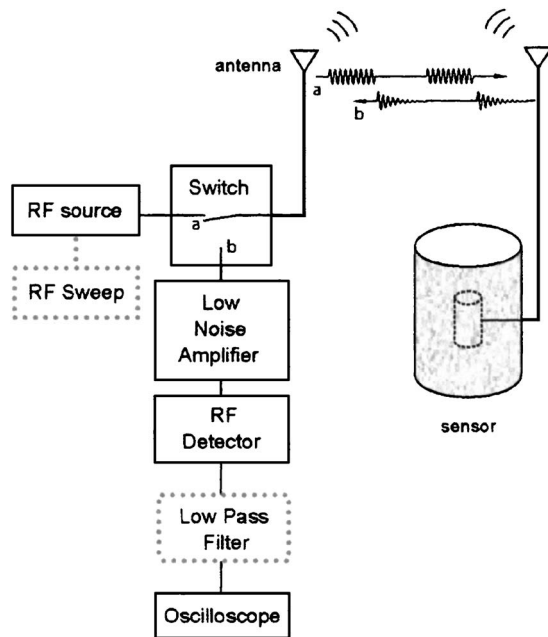 antenna
a
b
Switch
RF source
a
b
RF Sweep
Low
Noise
Amplifier
sensor
RF
Detector
Low Pass
Filter
Oscilloscope